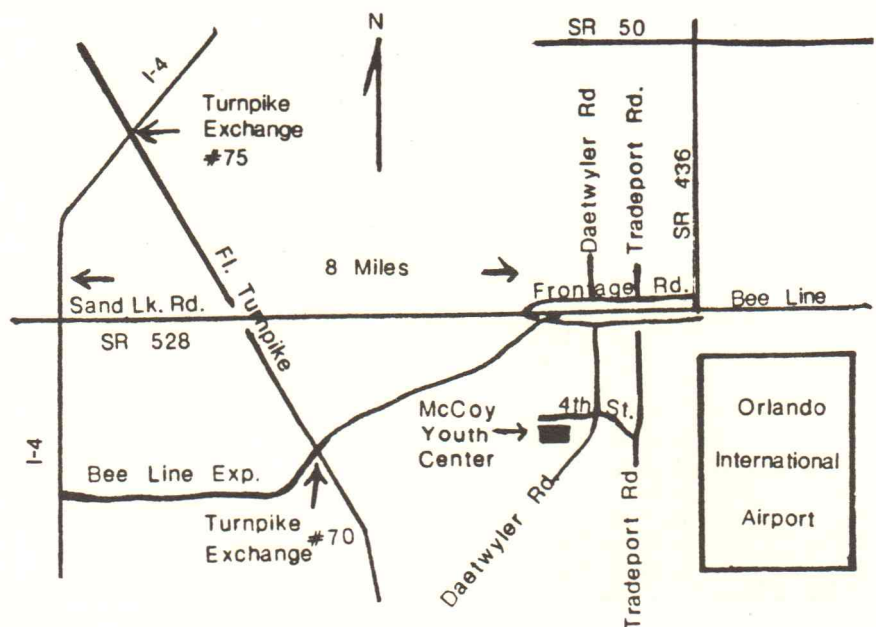 N
SR 50
I-4
Turnpike
Exchange
#75
Daetwyler Rd
Tradeport Rd.
SR 436
Fl. Turnpike
8 Miles
Frontage Rd.
Sand Lk. Rd.
Bee Line
SR 528
McCoy
Youth
Center
4th St.
Orlando
International
Airport
I-4
Bee Line Exp.
Turnpike
Exchange #70
Daetwyler Rd
Tradeport Rd